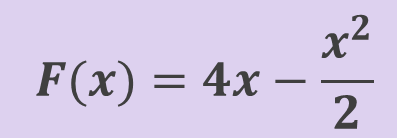 F(x) = 4x − x²/2